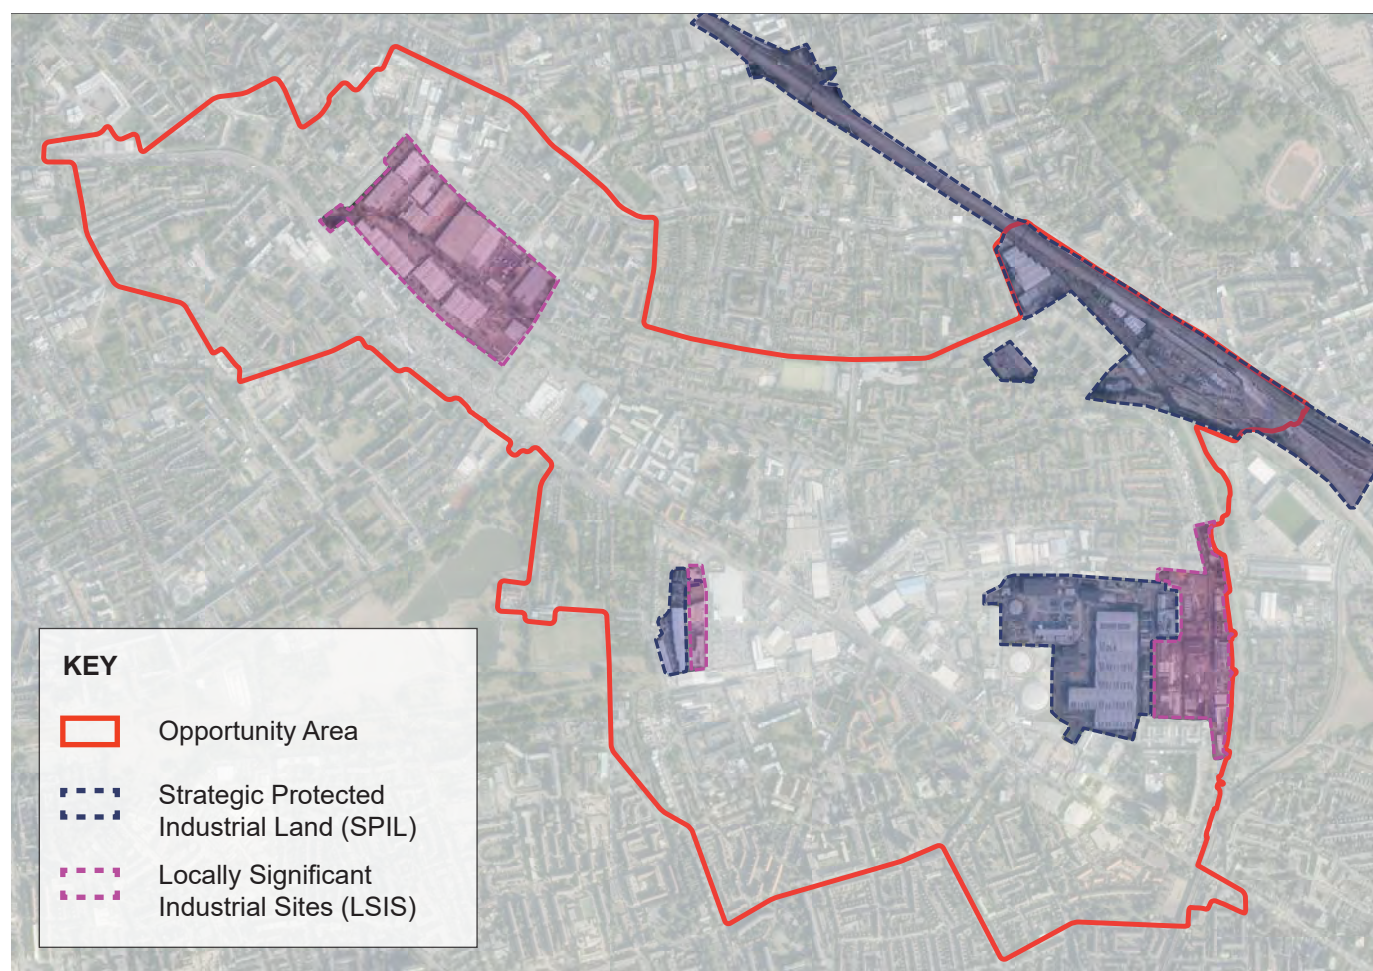 KEY
Opportunity Area
Strategic Protected
Industrial Land (SPIL)
Locally Significant
Industrial Sites (LSIS)